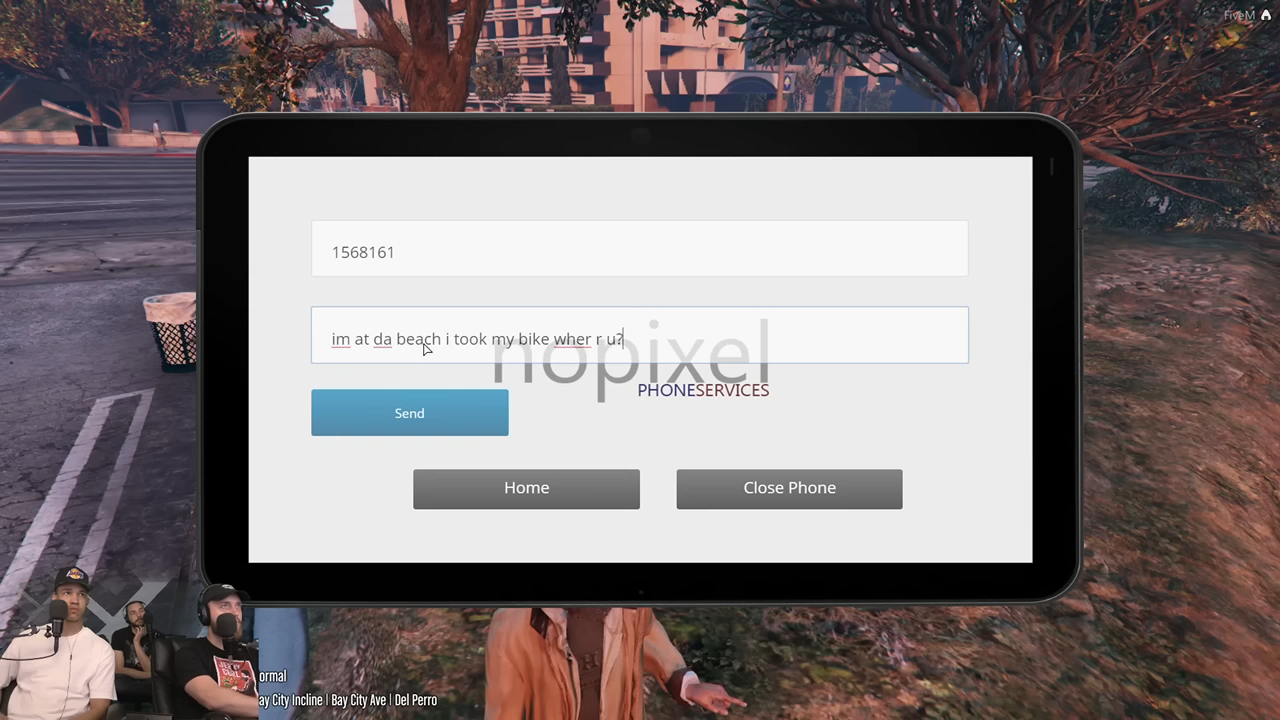 FiveM
1568161
im at da beach i took my bike wher r u?
nopixel
PHONESERVICES
Send
Home
Close Phone
ormal
ay City Incline | Bay City Ave | Del Perro